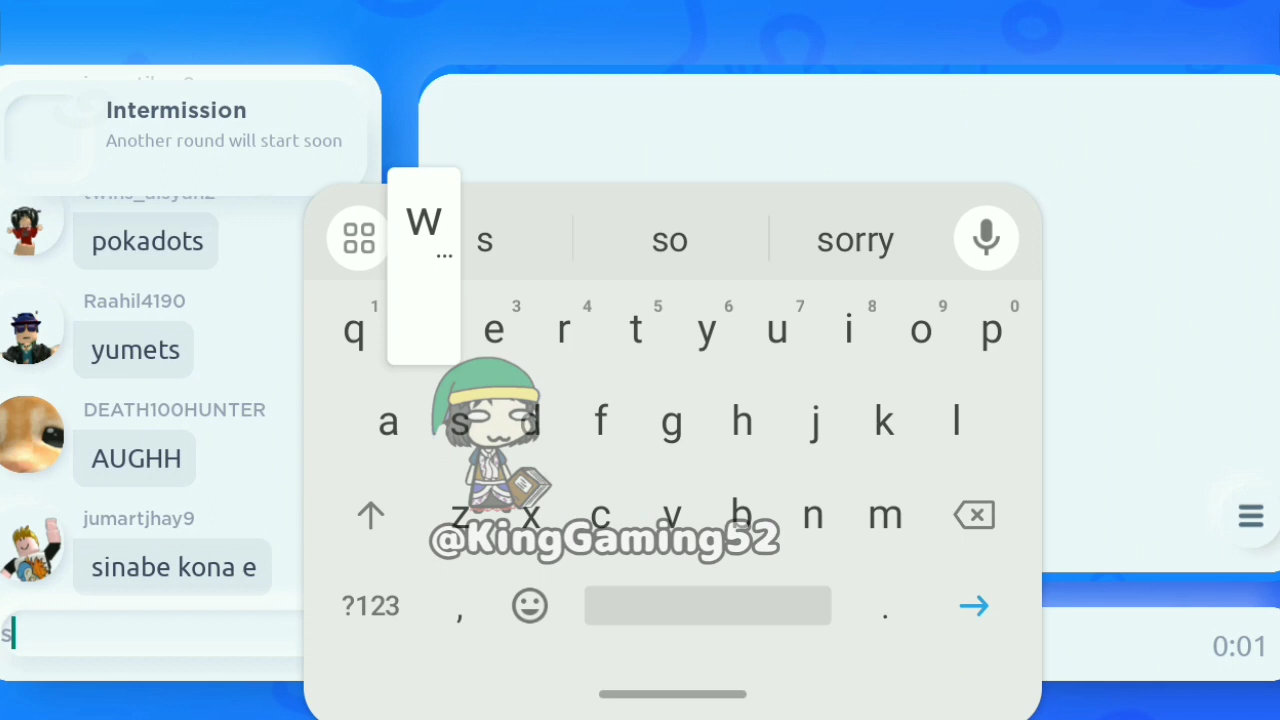 Intermission
Another round will start soon
pokadots
Raahil4190
yumets
DEATH100HUNTER
AUGHH
jumartjhay9
sinabe kona e
s
W
...
s so sorry
1 3 4 5 6 7 8 9 0
q e r t y u i o p
a s d f g h j k l
z x c v b n m
@KingGaming52
?123 , .
0:01